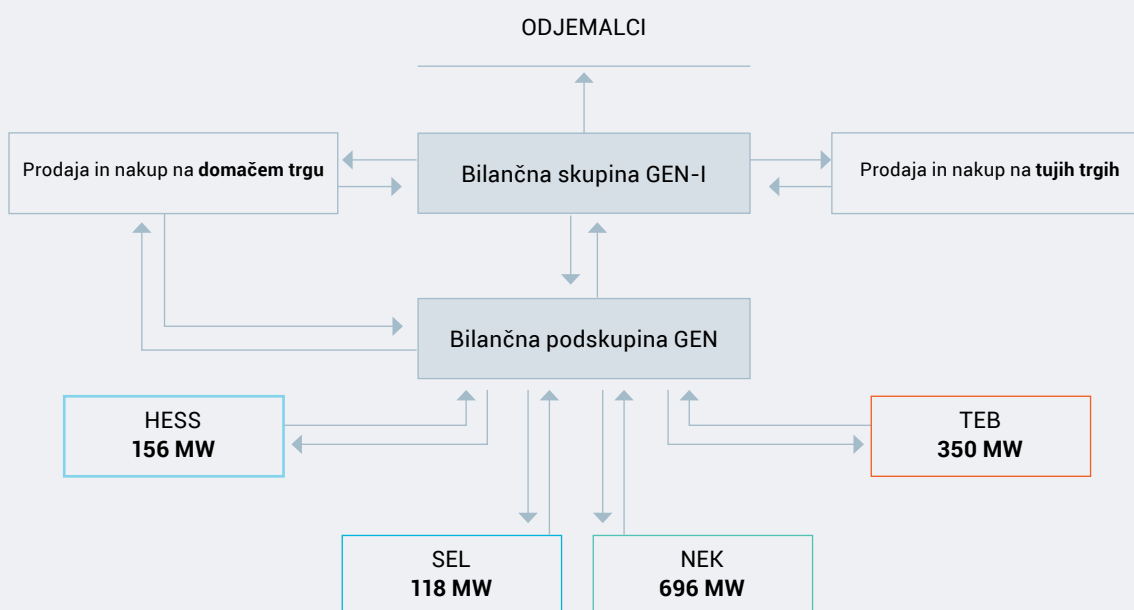 ODJEMALCI
Prodaja in nakup na domačem trgu
Bilančna skupina GEN-I
Prodaja in nakup na tujih trgih
Bilančna podskupina GEN
HESS
156 MW
TEB
350 MW
SEL
118 MW
NEK
696 MW